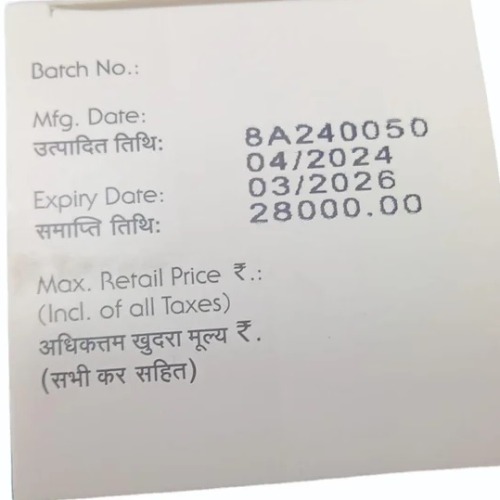 Batch No.:
Mfg. Date:
उत्पादित तिथि:
Expiry Date:
समाप्ति तिथि:
Max. Retail Price ₹.:
(Incl. of all Taxes)
अधिकत्तम खुदरा मूल्य ₹.
(सभी कर सहित)
8A240050
04/2024
03/2026
28000.00